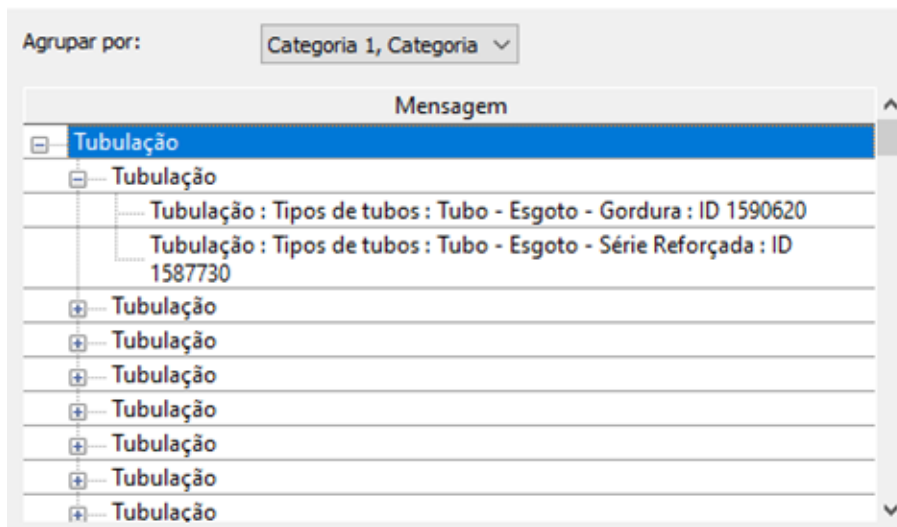 Agrupar por:
Categoria 1, Categoria
Mensagem
Tubulação
Tubulação
Tubulação : Tipos de tubos : Tubo - Esgoto - Gordura : ID 1590620
Tubulação : Tipos de tubos : Tubo - Esgoto - Série Reforçada : ID
1587730
Tubulação
Tubulação
Tubulação
Tubulação
Tubulação
Tubulação
Tubulação